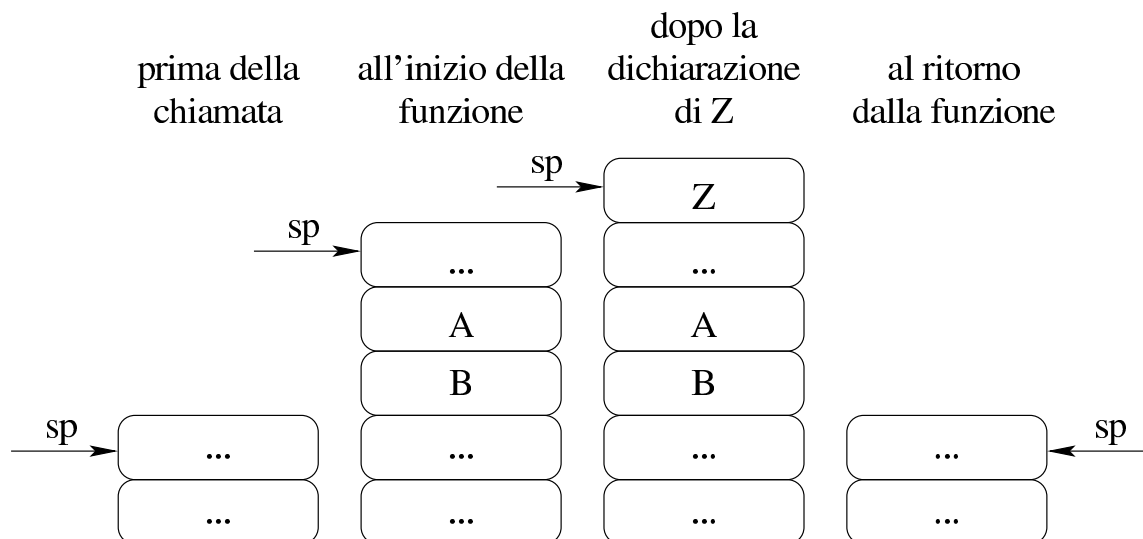 prima della
chiamata
all'inizio della
funzione
dopo la
dichiarazione
di Z
al ritorno
dalla funzione
sp
Z
sp
...
...
A
A
B
B
sp
...
...
...
...
sp
...
...
...
...